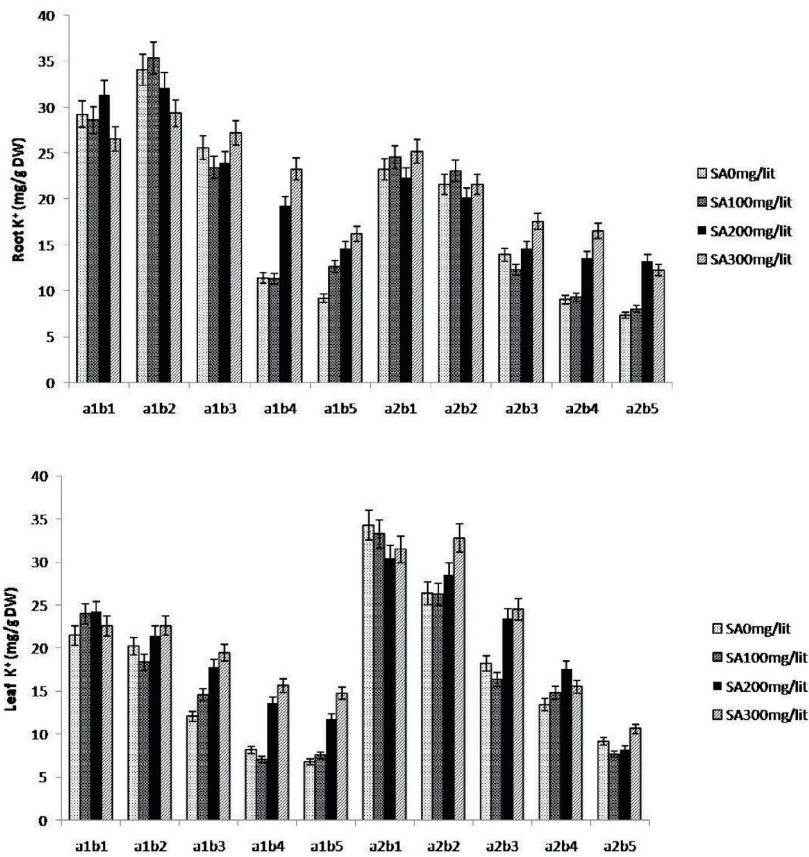 40
35
30
25
20
15
10
5
0
Root K⁺ (mg/g DW)
a1b1 a1b2 a1b3 a1b4 a1b5 a2b1 a2b2 a2b3 a2b4 a2b5
SA0mg/lit
SA100mg/lit
SA200mg/lit
SA300mg/lit
40
35
30
25
20
15
10
5
0
Leaf K⁺ (mg/g DW)
a1b1 a1b2 a1b3 a1b4 a1b5 a2b1 a2b2 a2b3 a2b4 a2b5
SA0mg/lit
SA100mg/lit
SA200mg/lit
SA300mg/lit